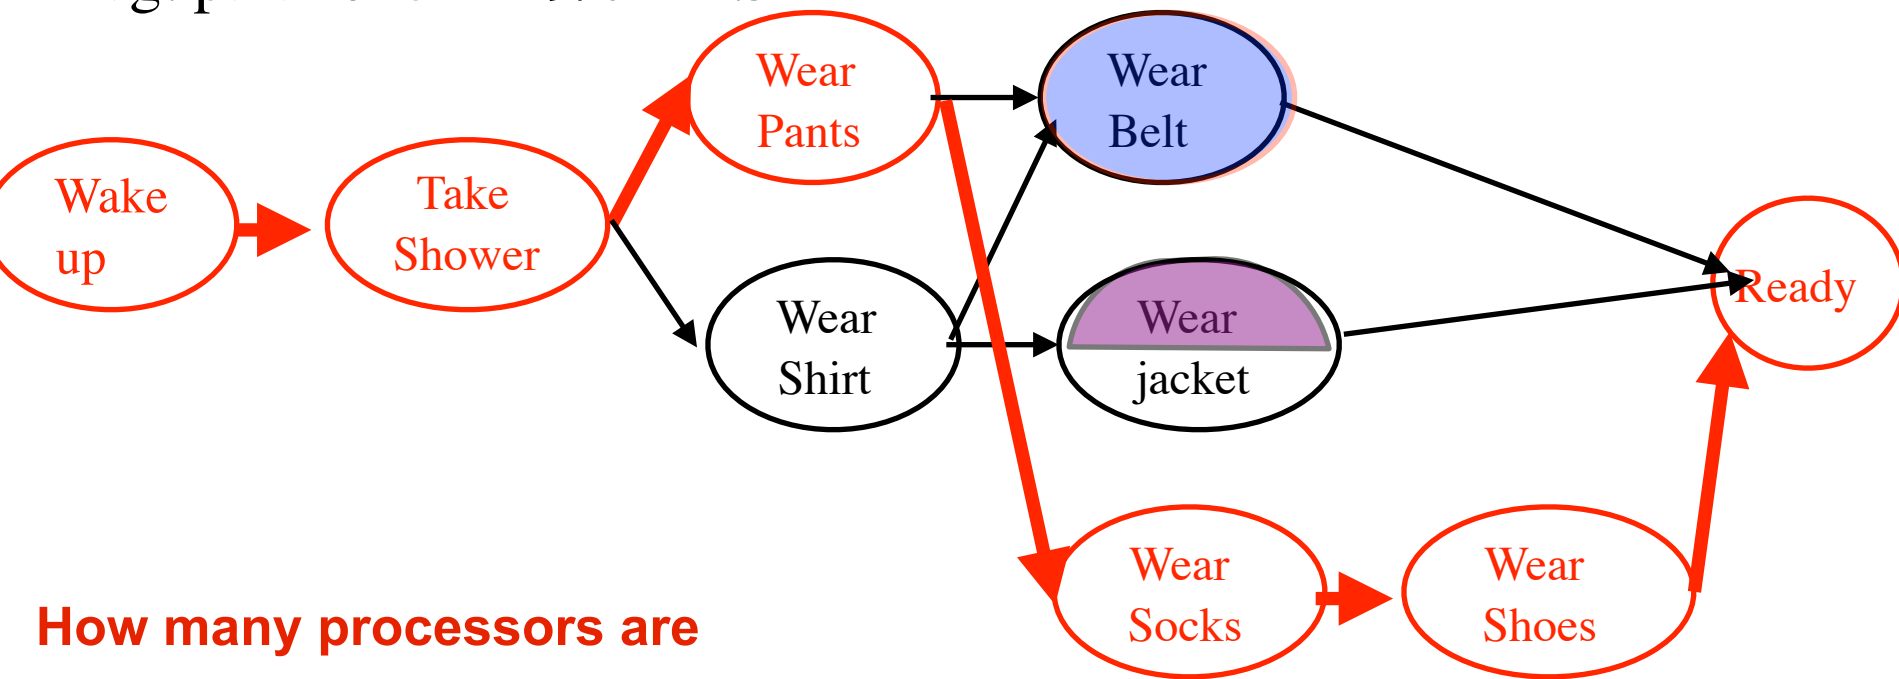 Wake
up
Take
Shower
Wear
Pants
Wear
Shirt
Wear
Belt
Wear
jacket
Wear
Socks
Wear
Shoes
Ready
How many processors are